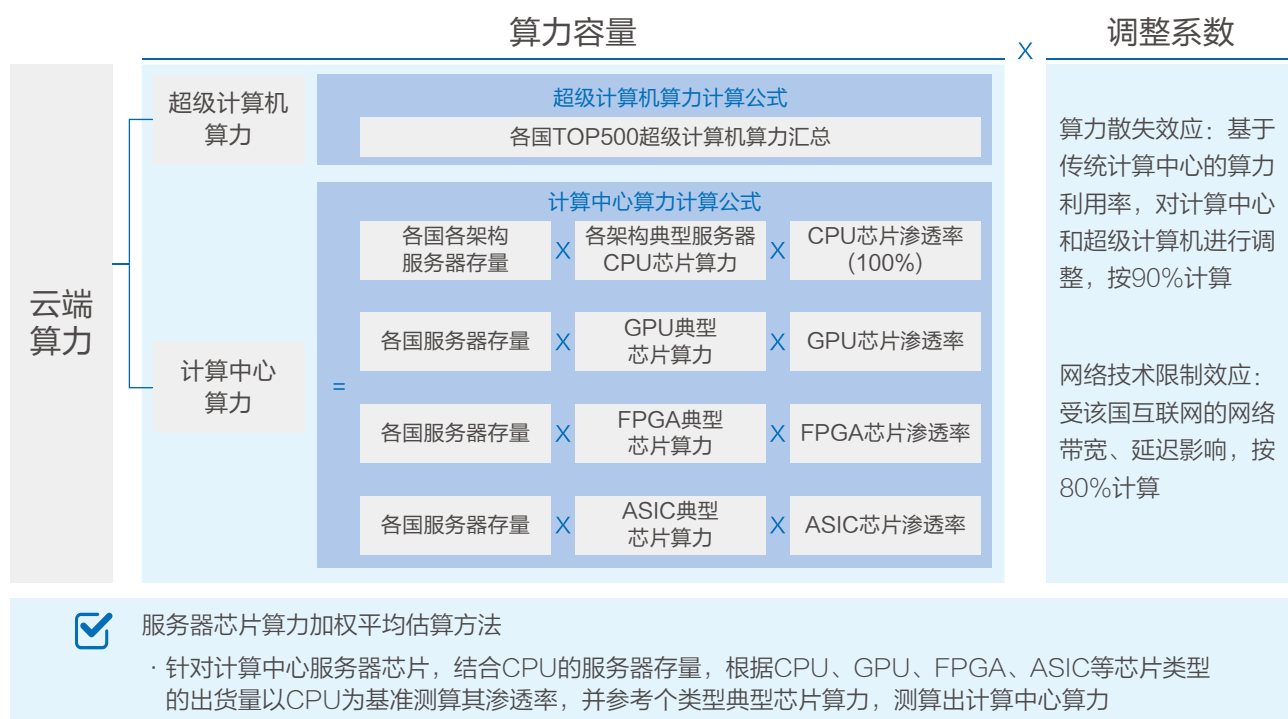 算力容量
X
调整系数
云端
算力
超级计算机
算力
超级计算机算力计算公式
各国TOP500超级计算机算力汇总
计算中心
算力
=
计算中心算力计算公式
各国各架构
服务器存量
X
各架构典型服务器
CPU芯片算力
X
CPU芯片渗透率
(100%)
各国服务器存量
X
GPU典型
芯片算力
X
GPU芯片渗透率
各国服务器存量
X
FPGA典型
芯片算力
X
FPGA芯片渗透率
各国服务器存量
X
ASIC典型
芯片算力
X
ASIC芯片渗透率
算力散失效应：基于
传统计算中心的算力
利用率，对计算中心
和超级计算机进行调
整，按90%计算
网络技术限制效应：
受该国互联网的网络
带宽、延迟影响，按
80%计算
服务器芯片算力加权平均估算方法
· 针对计算中心服务器芯片，结合CPU的服务器存量，根据CPU、GPU、FPGA、ASIC等芯片类型
的出货量以CPU为基准测算其渗透率，并参考个类型典型芯片算力，测算出计算中心算力